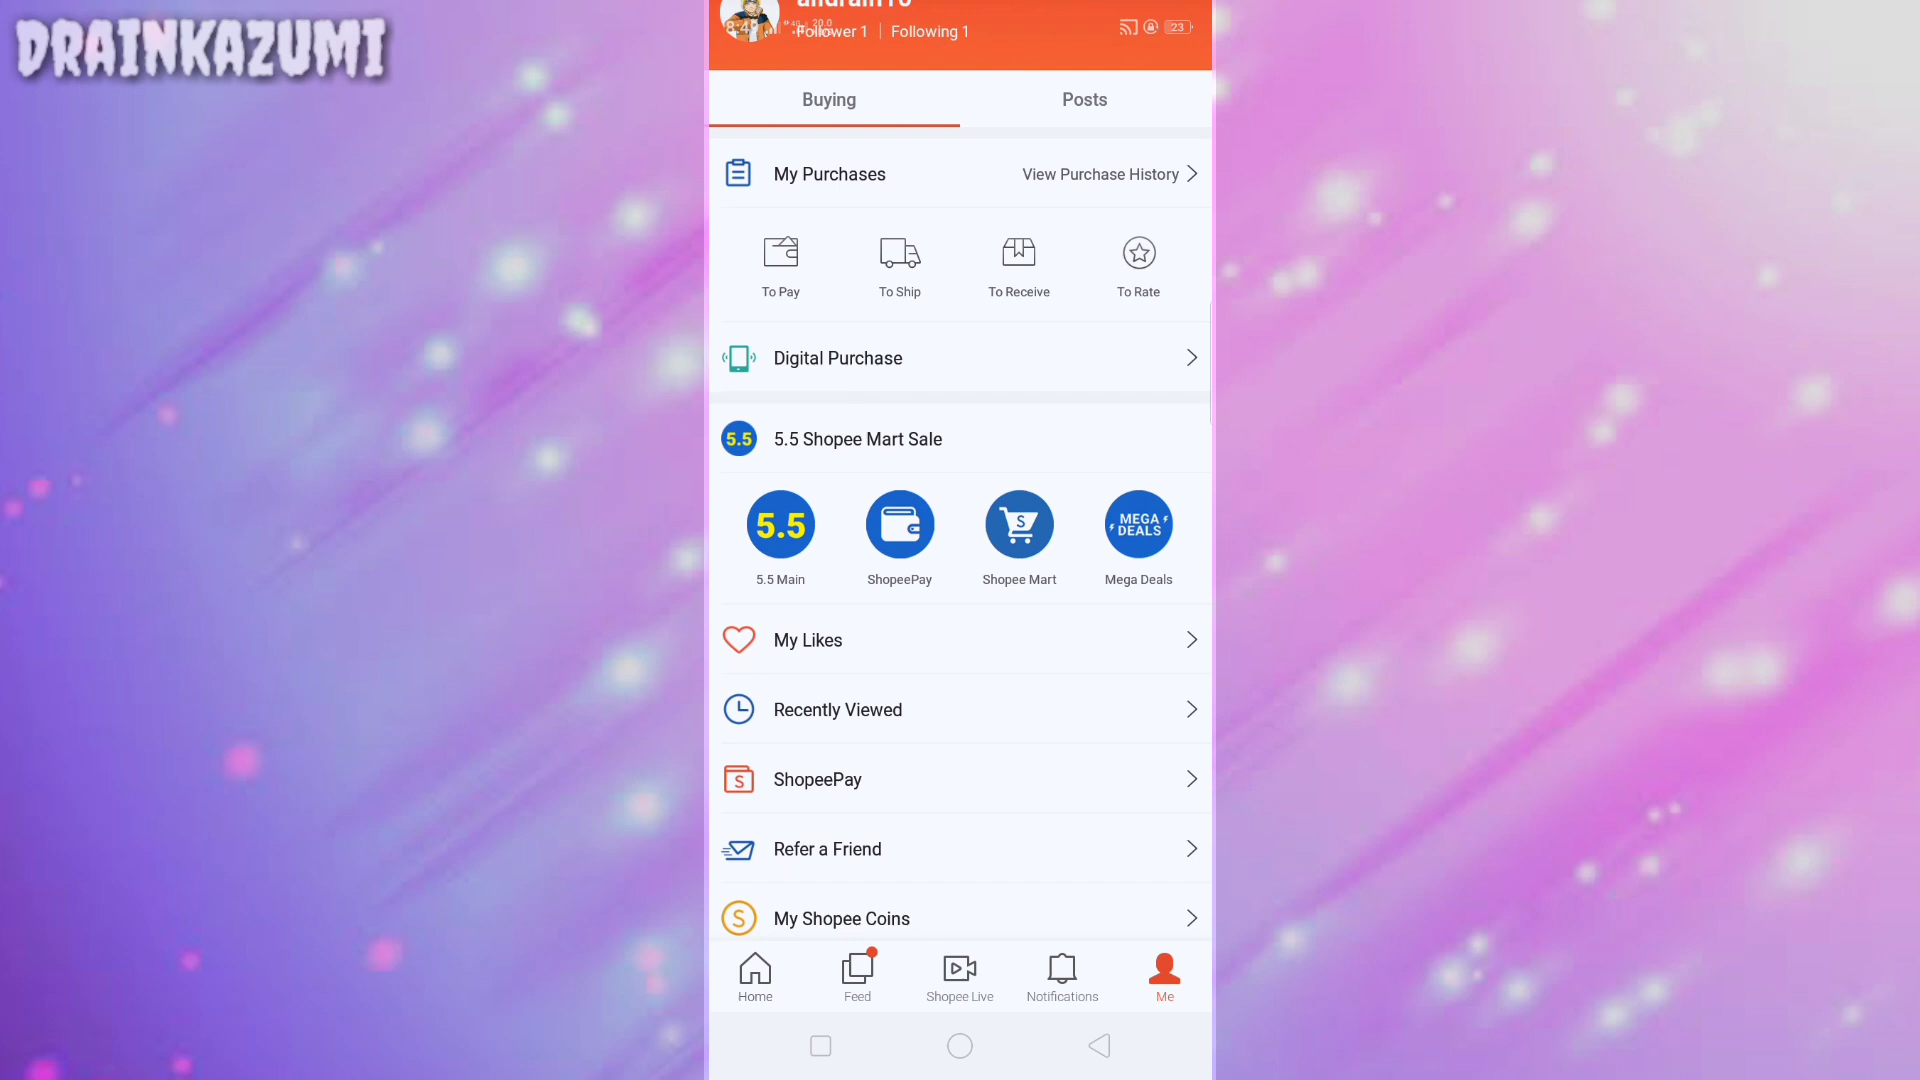 DRAINKAZUMI
23
Follower 1
Following 1
Buying
Posts
My Purchases
View Purchase History
To Pay
To Ship
To Receive
To Rate
Digital Purchase
5.5
5.5 Shopee Mart Sale
5.5
S
MEGA DEALS
5.5 Main
ShopeePay
Shopee Mart
Mega Deals
My Likes
Recently Viewed
S
ShopeePay
Refer a Friend
S
My Shopee Coins
Home
Feed
Shopee Live
Notifications
Me